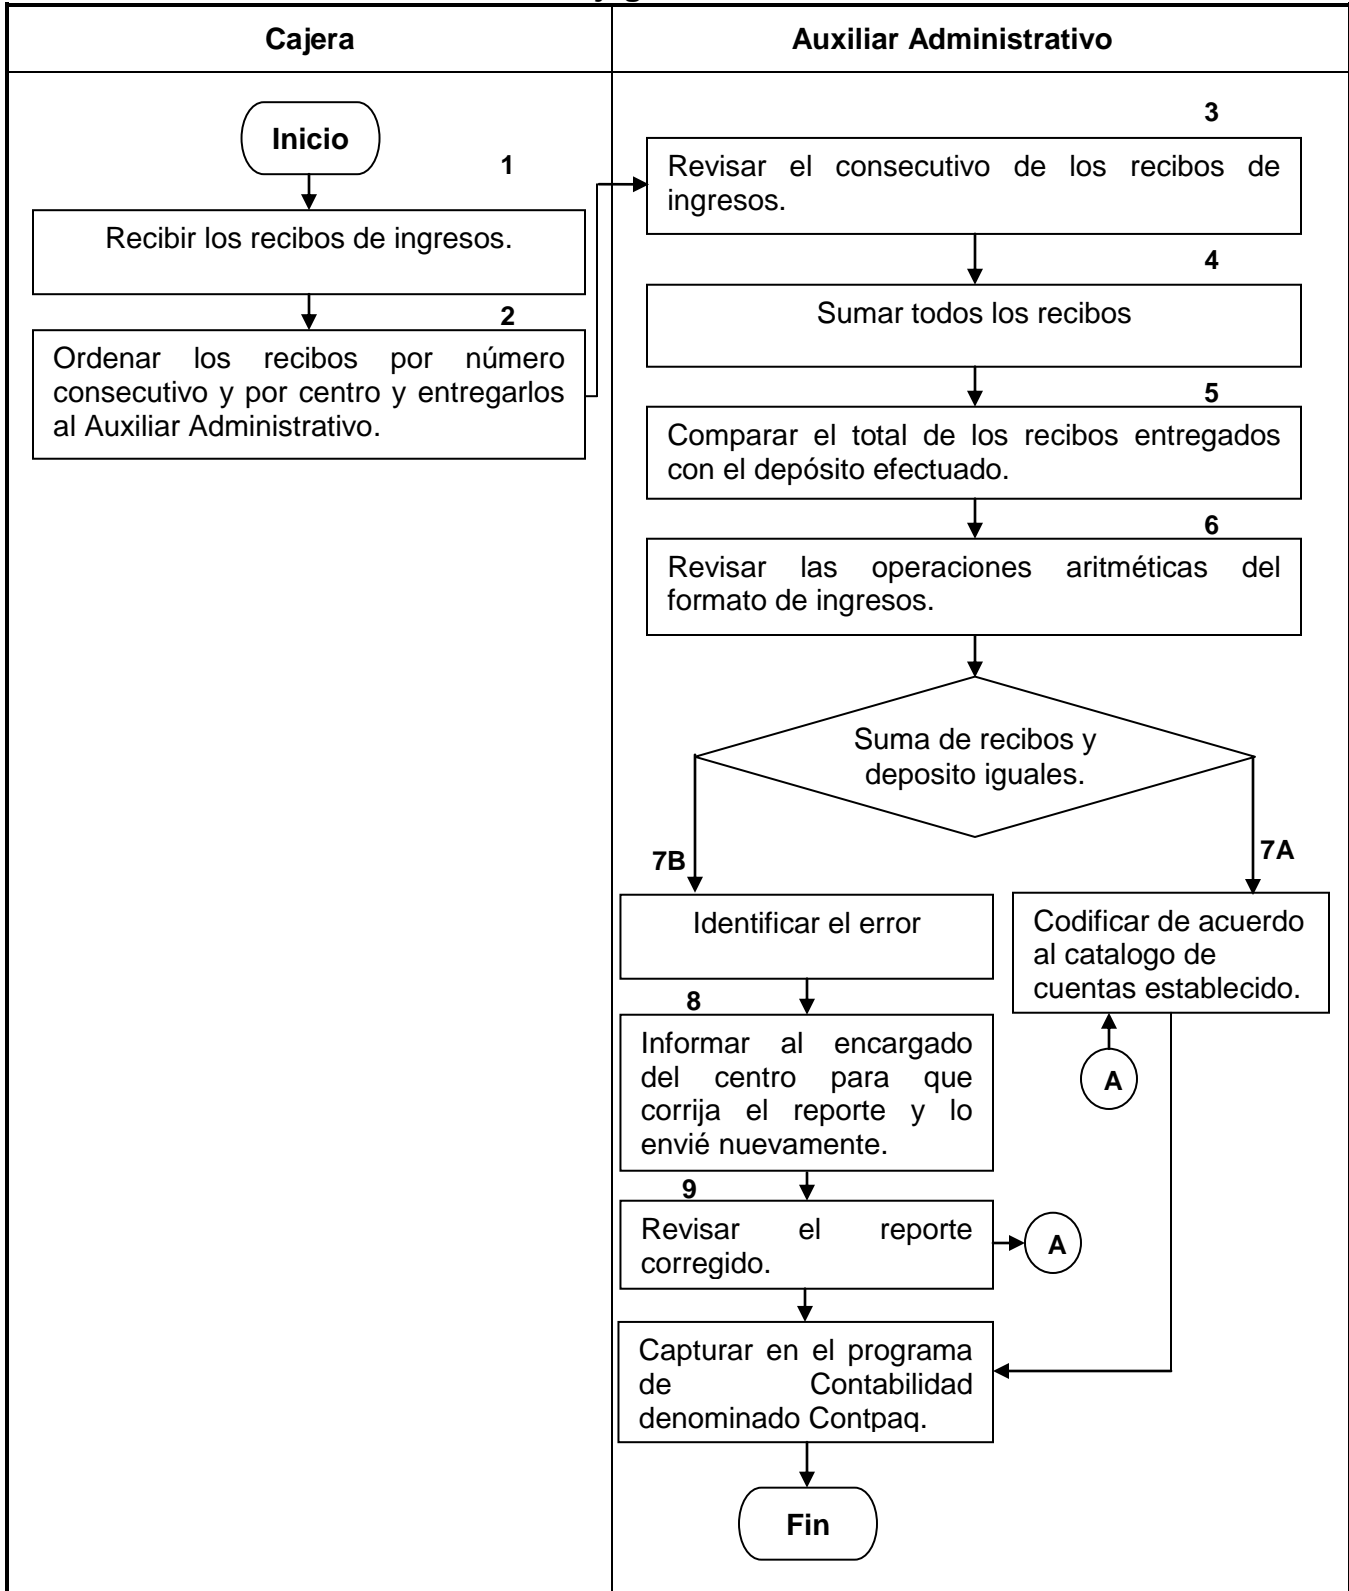 Cajera
Auxiliar Administrativo
Inicio
1
Recibir los recibos de ingresos.
2
Ordenar los recibos por número
consecutivo y por centro y entregarlos
al Auxiliar Administrativo.
3
Revisar el consecutivo de los recibos de
ingresos.
4
Sumar todos los recibos
5
Comparar el total de los recibos entregados
con el depósito efectuado.
6
Revisar las operaciones aritméticas del
formato de ingresos.
Suma de recibos y
deposito iguales.
7B
7A
Identificar el error
Codificar de acuerdo
al catalogo de
cuentas establecido.
8
Informar al encargado
del centro para que
corrija el reporte y lo
envié nuevamente.
A
9
Revisar el reporte
corregido.
A
Capturar en el programa
de Contabilidad
denominado Contpaq.
Fin